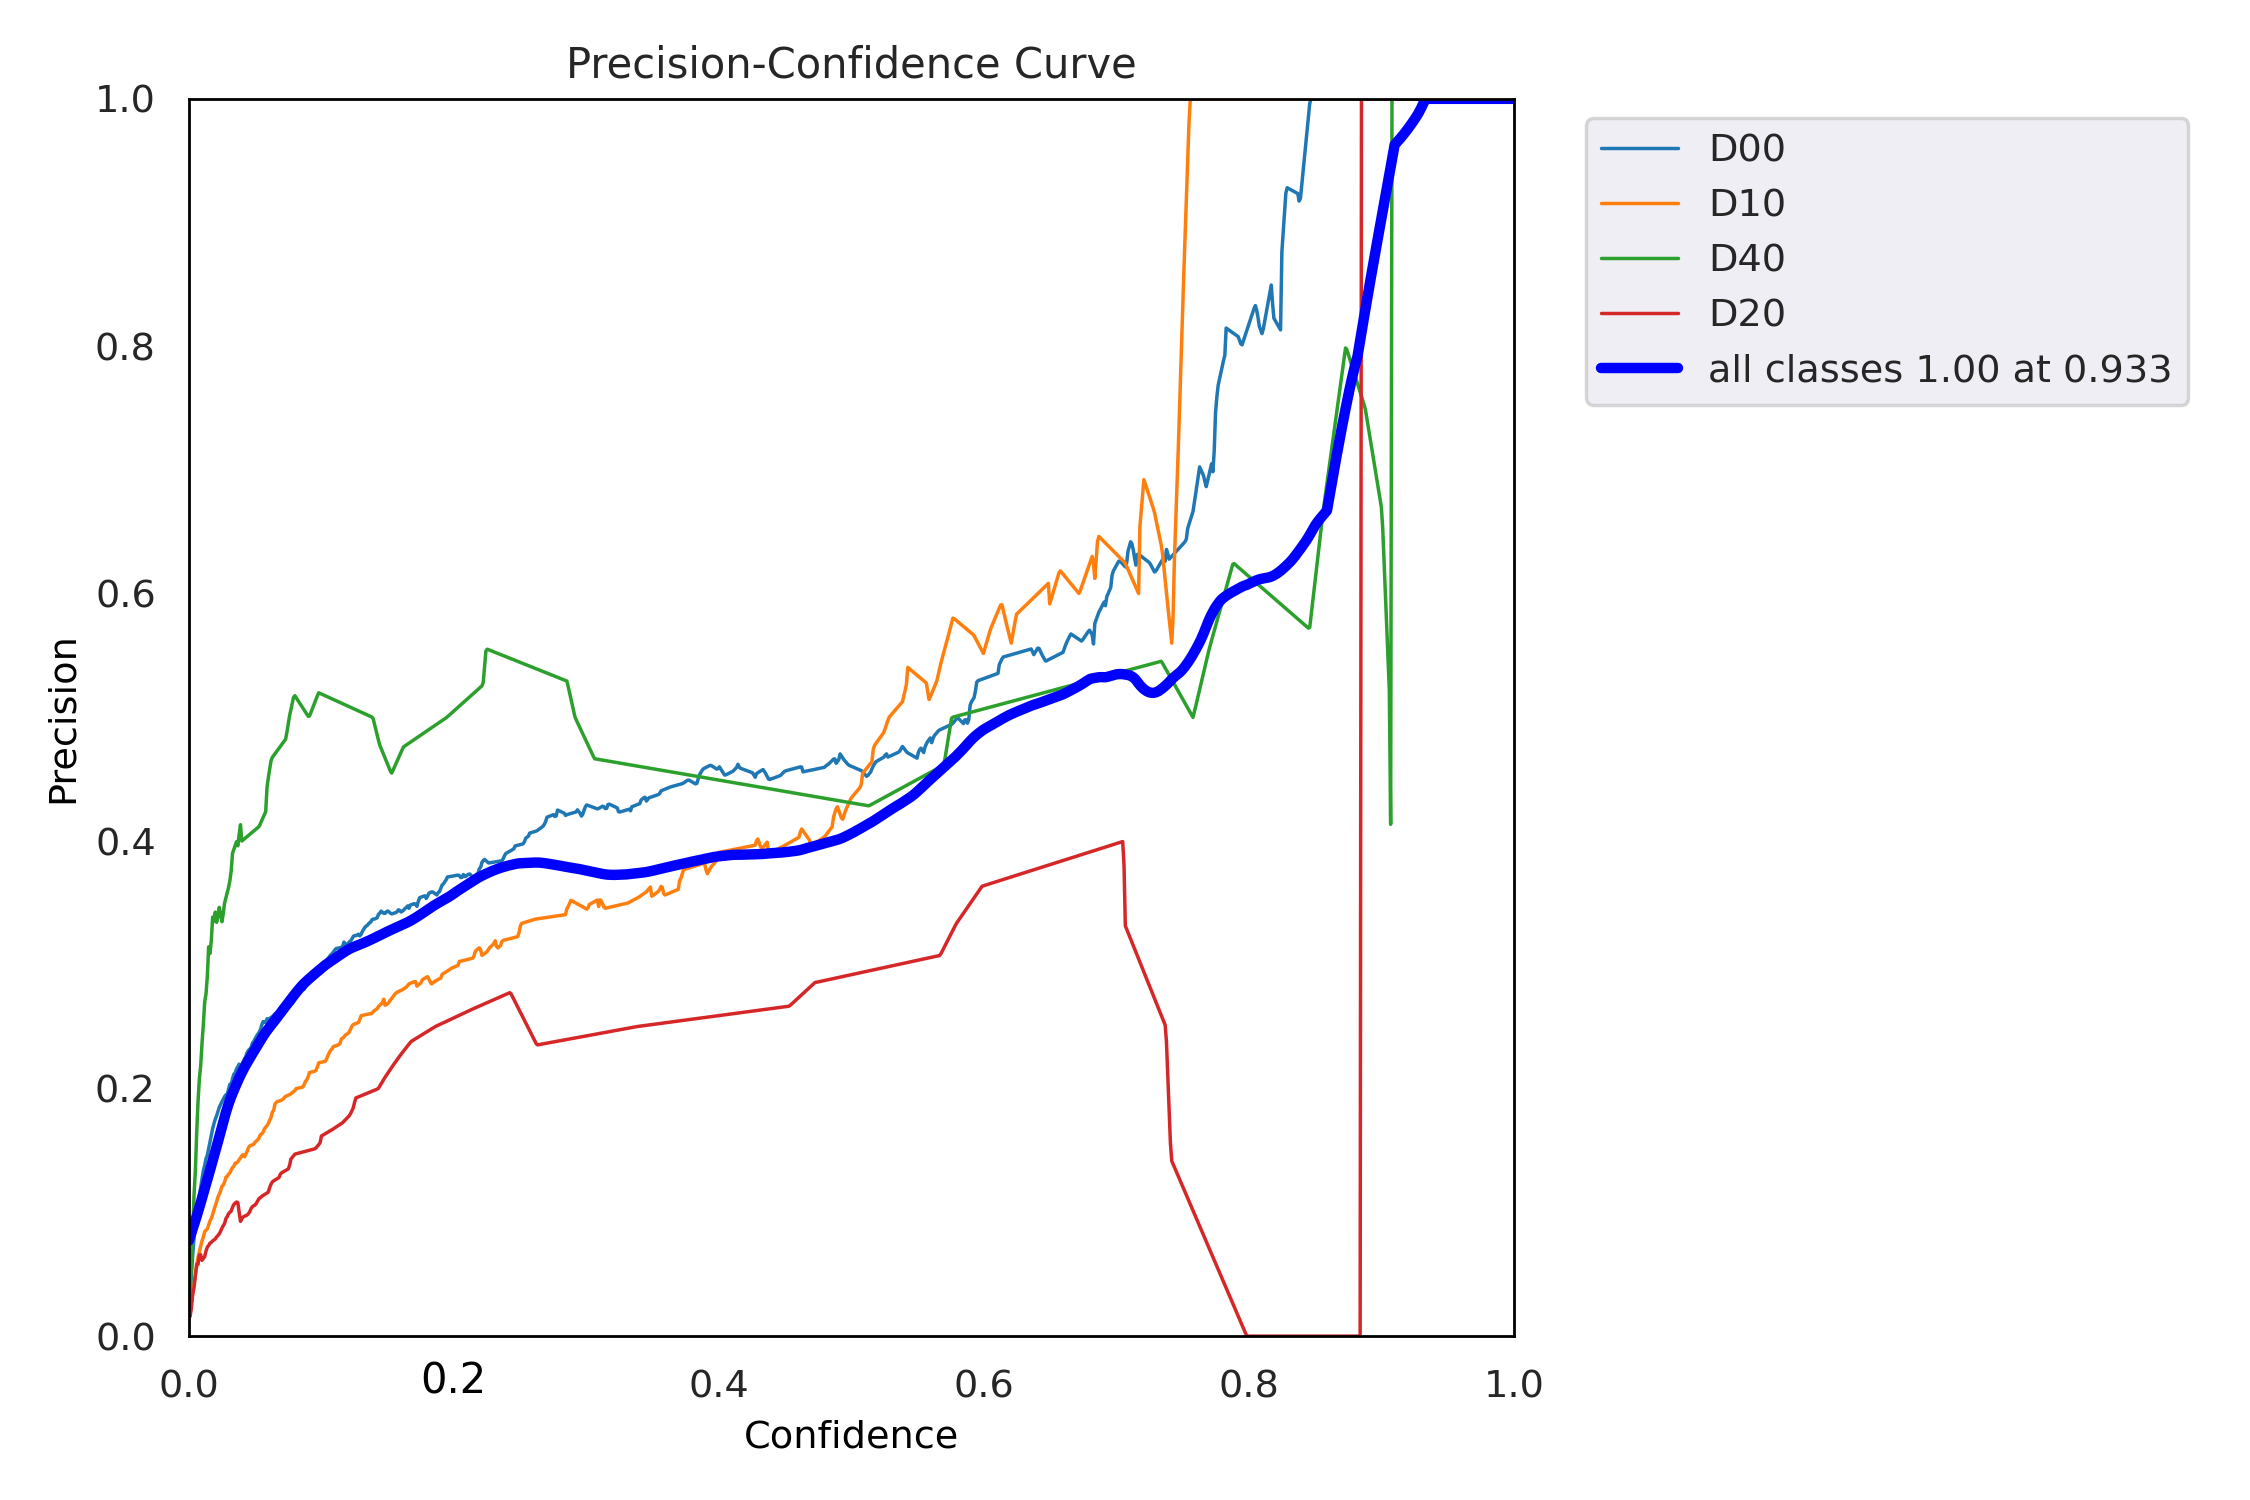 Precision-Confidence Curve
1.0
0.8
0.6
0.4
0.2
0.0
Precision
0.0 0.2 0.4 0.6 0.8 1.0
Confidence
D00
D10
D40
D20
all classes 1.00 at 0.933